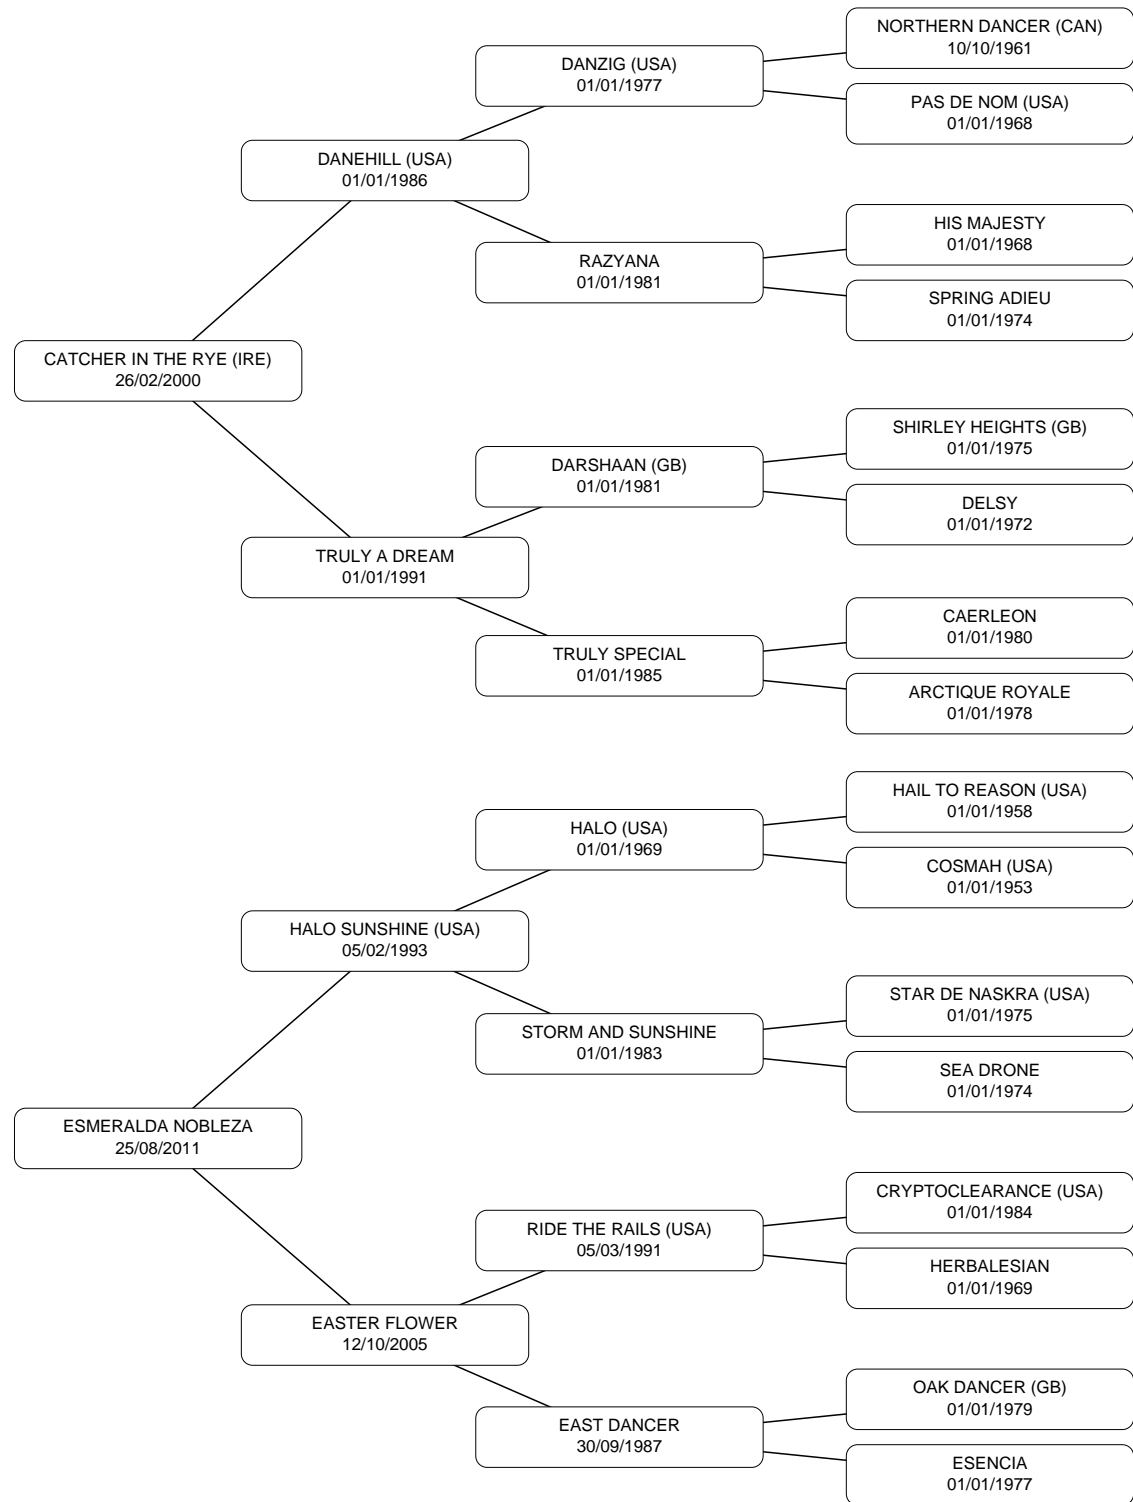 NORTHERN DANCER (CAN)
10/10/1961
DANZIG (USA)
01/01/1977
PAS DE NOM (USA)
01/01/1968
DANEHILL (USA)
01/01/1986
HIS MAJESTY
01/01/1968
RAZYANA
01/01/1981
SPRING ADIEU
01/01/1974
CATCHER IN THE RYE (IRE)
26/02/2000
SHIRLEY HEIGHTS (GB)
01/01/1975
DARSHAAN (GB)
01/01/1981
DELSY
01/01/1972
TRULY A DREAM
01/01/1991
CAERLEON
01/01/1980
TRULY SPECIAL
01/01/1985
ARCTIQUE ROYALE
01/01/1978
HAIL TO REASON (USA)
01/01/1958
HALO (USA)
01/01/1969
COSMAH (USA)
01/01/1953
HALO SUNSHINE (USA)
05/02/1993
STAR DE NASKRA (USA)
01/01/1975
STORM AND SUNSHINE
01/01/1983
SEA DRONE
01/01/1974
ESMERALDA NOBLEZA
25/08/2011
CRYPTOCLEARANCE (USA)
01/01/1984
RIDE THE RAILS (USA)
05/03/1991
HERBALESIAN
01/01/1969
EASTER FLOWER
12/10/2005
OAK DANCER (GB)
01/01/1979
EAST DANCER
30/09/1987
ESENCIA
01/01/1977